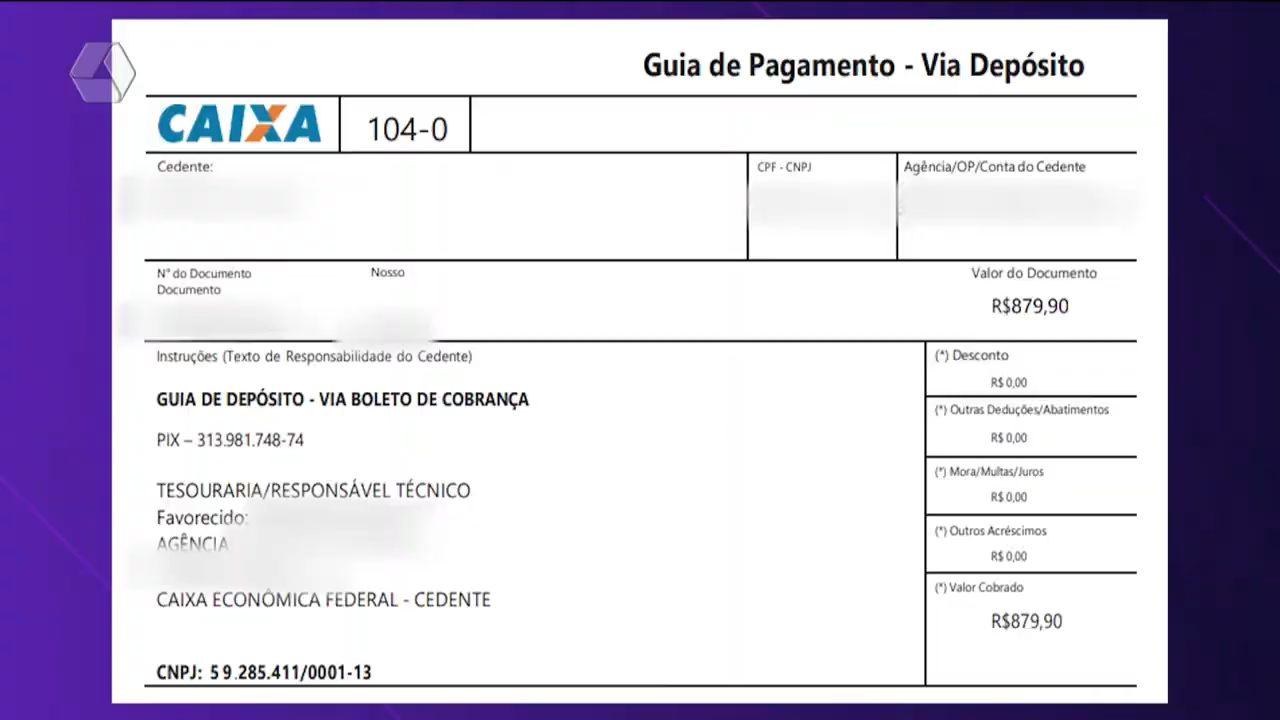 Guia de Pagamento - Via Depósito
CAIXA
104-0
Cedente:
CPF - CNPJ
Agência/OP/Conta do Cedente
N° do Documento
Nosso
Documento
Valor do Documento
R$879,90
Instruções (Texto de Responsabilidade do Cedente)
GUIA DE DEPÓSITO - VIA BOLETO DE COBRANÇA
PIX – 313.981.748-74
TESOURARIA/RESPONSÁVEL TÉCNICO
Favorecido:
AGÊNCIA
CAIXA ECONÔMICA FEDERAL - CEDENTE
CNPJ: 59.285.411/0001-13
(*) Desconto
R$ 0,00
(*) Outras Deduções/Abatimentos
R$ 0,00
(*) Mora/Multas/Juros
R$ 0,00
(*) Outros Acréscimos
R$ 0,00
(*) Valor Cobrado
R$879,90